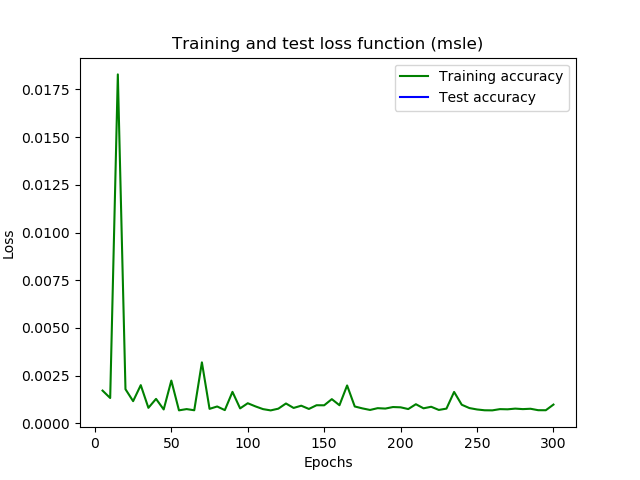 Training and test loss function (msle)
Training accuracy
Test accuracy
0.0175
0.0150
0.0125
0.0100
0.0075
0.0050
0.0025
0.0000
Loss
0 50 100 150 200 250 300
Epochs